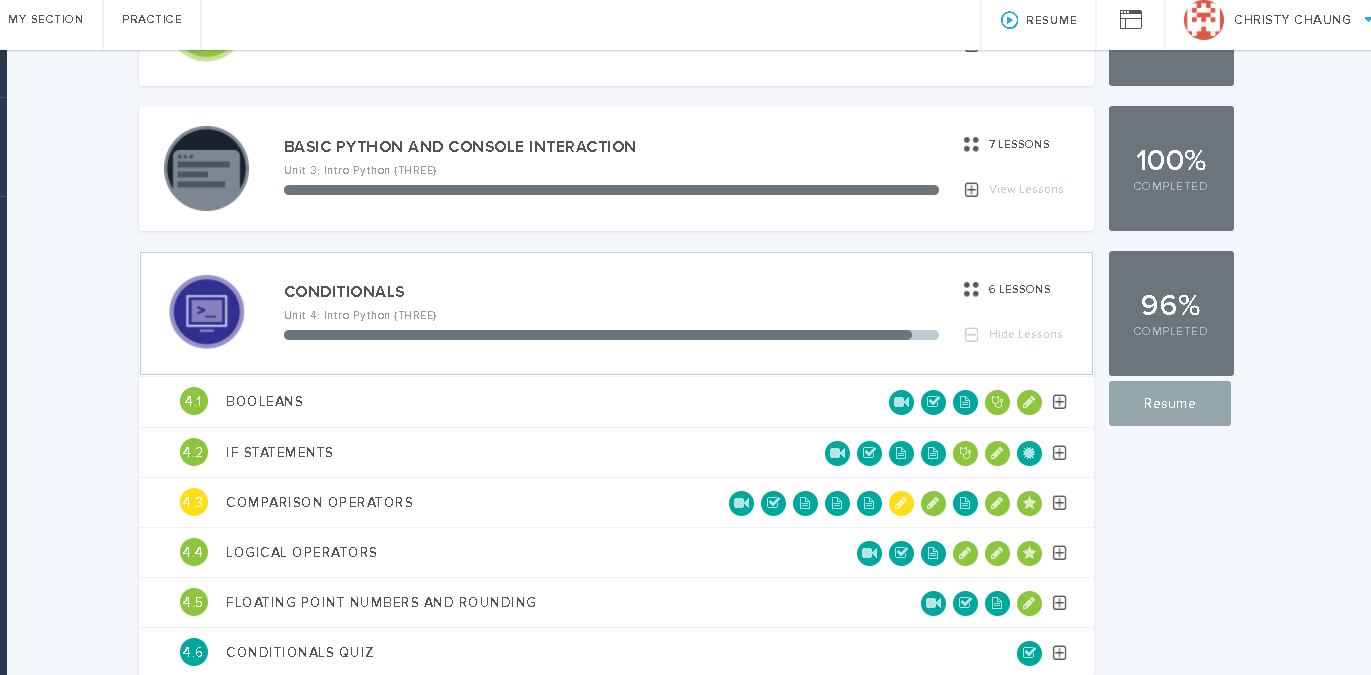 MY SECTION
PRACTICE
RESUME
CHRISTY CHAUNG
BASIC PYTHON AND CONSOLE INTERACTION
Unit 3: Intro Python {THREE}
7 LESSONS
View Lessons
100%
COMPLETED
CONDITIONALS
Unit 4: Intro Python {THREE}
6 LESSONS
Hide Lessons
96%
COMPLETED
Resume
4.1 BOOLEANS
4.2 IF STATEMENTS
4.3 COMPARISON OPERATORS
4.4 LOGICAL OPERATORS
4.5 FLOATING POINT NUMBERS AND ROUNDING
4.6 CONDITIONALS QUIZ